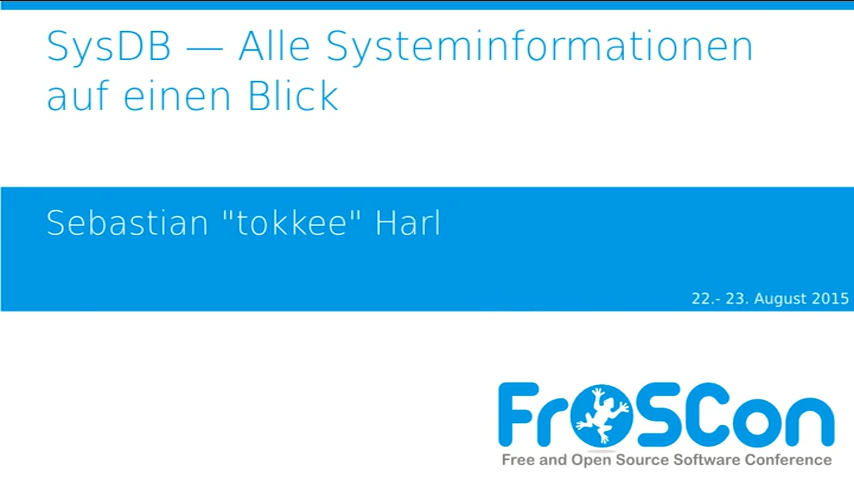 SysDB — Alle Systeminformationen
auf einen Blick
Sebastian "tokkee" Harl
22.- 23. August 2015
FrOSCon
Free and Open Source Software Conference